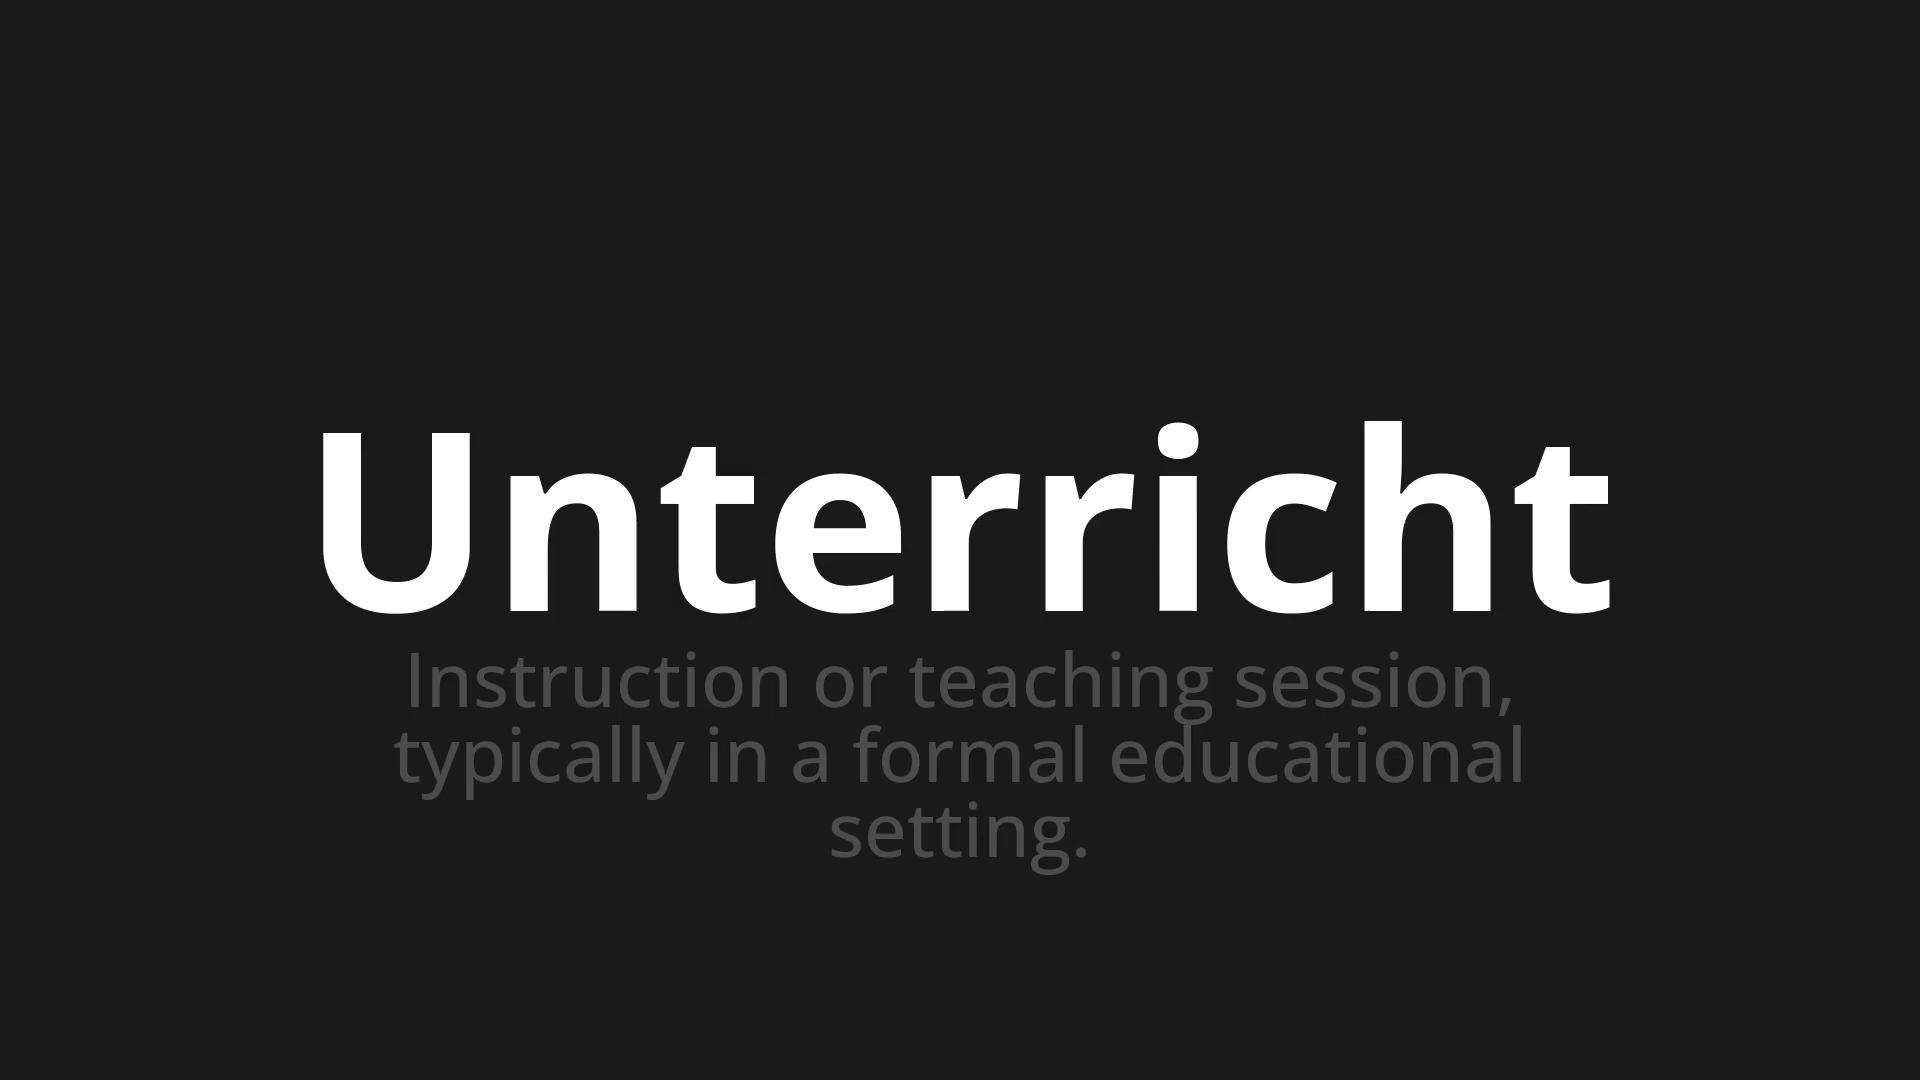 Unterricht
Instruction or teaching session,
typically in a formal educational
setting.